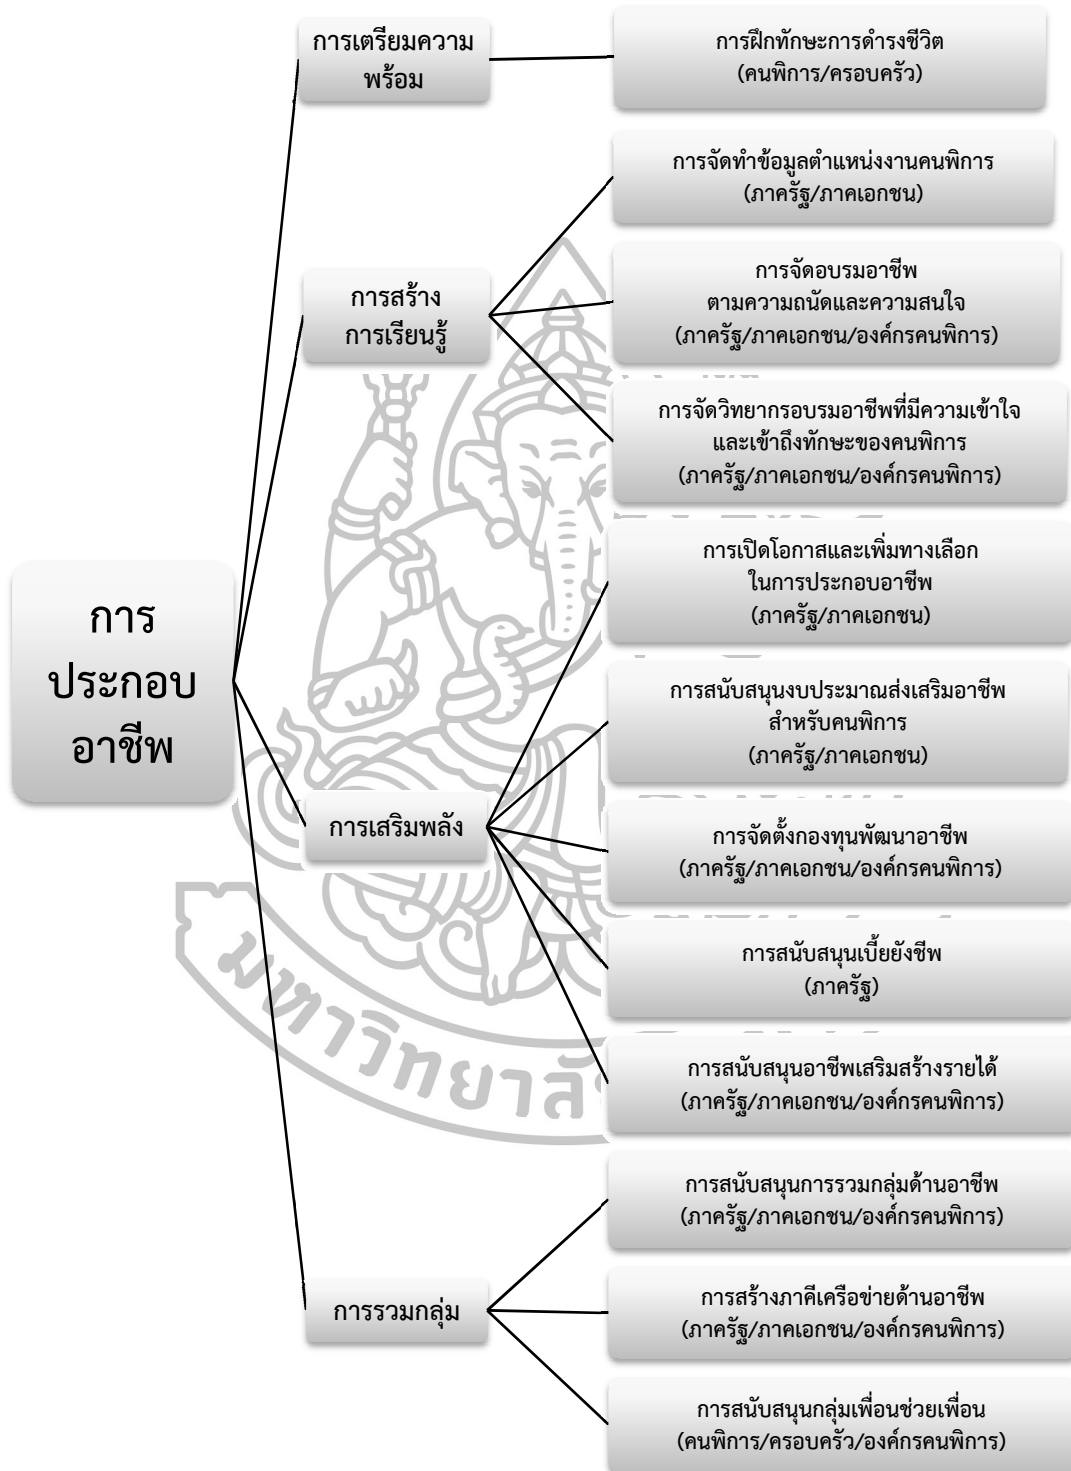 การเตรียมความ
พร้อม
การฝึกทักษะการดำรงชีวิต
(คนพิการ/ครอบครัว)
การสร้าง
การเรียนรู้
การจัดทำข้อมูลตำแหน่งงานคนพิการ
(ภาครัฐ/ภาคเอกชน)
การจัดอบรมอาชีพ
ตามความถนัดและความสนใจ
(ภาครัฐ/ภาคเอกชน/องค์กรคนพิการ)
การจัดวิทยากรอบรมอาชีพที่มีความเข้าใจ
และเข้าถึงทักษะของคนพิการ
(ภาครัฐ/ภาคเอกชน/องค์กรคนพิการ)
การ
ประกอบ
อาชีพ
การเสริมพลัง
การเปิดโอกาสและเพิ่มทางเลือก
ในการประกอบอาชีพ
(ภาครัฐ/ภาคเอกชน)
การสนับสนุนงบประมาณส่งเสริมอาชีพ
สำหรับคนพิการ
(ภาครัฐ/ภาคเอกชน)
การจัดตั้งกองทุนพัฒนาอาชีพ
(ภาครัฐ/ภาคเอกชน/องค์กรคนพิการ)
การสนับสนุนเบี้ยยังชีพ
(ภาครัฐ)
การสนับสนุนอาชีพเสริมสร้างรายได้
(ภาครัฐ/ภาคเอกชน/องค์กรคนพิการ)
การรวมกลุ่ม
การสนับสนุนการรวมกลุ่มด้านอาชีพ
(ภาครัฐ/ภาคเอกชน/องค์กรคนพิการ)
การสร้างภาคีเครือข่ายด้านอาชีพ
(ภาครัฐ/ภาคเอกชน/องค์กรคนพิการ)
การสนับสนุนกลุ่มเพื่อนช่วยเพื่อน
(คนพิการ/ครอบครัว/องค์กรคนพิการ)
มหาวิทยาลั